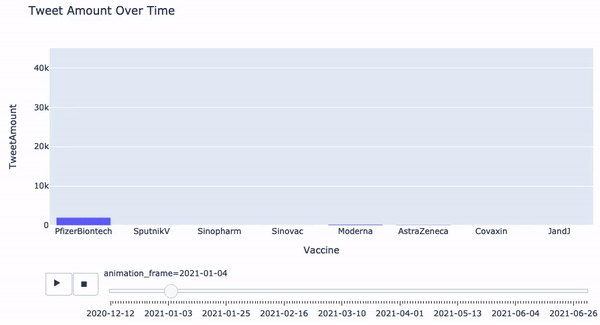 Tweet Amount Over Time
TweetAmount
40k
30k
20k
10k
0
PfizerBiontech SputnikV Sinopharm Sinovac Moderna AstraZeneca Covaxin JandJ
Vaccine
animation_frame=2021-01-04
2020-12-12 2021-01-03 2021-01-25 2021-02-16 2021-03-10 2021-04-01 2021-05-13 2021-06-04 2021-06-26